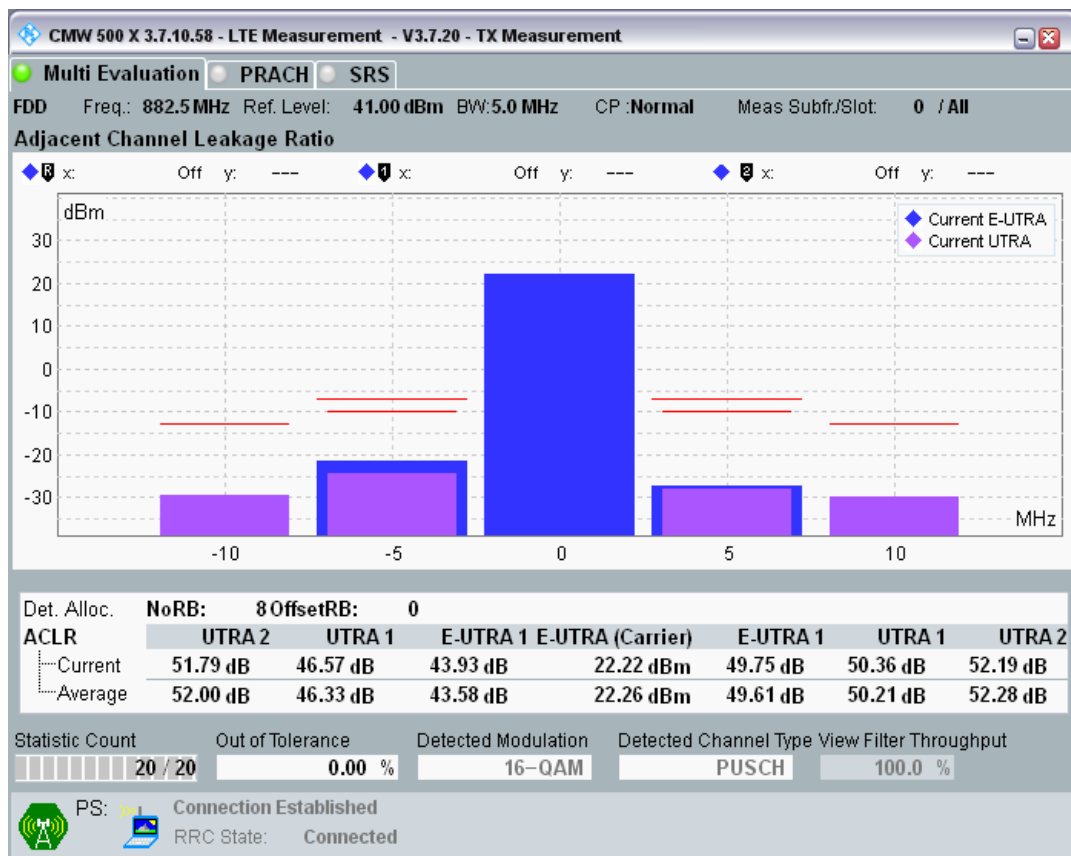 CMW 500 X 3.7.10.58 - LTE Measurement - V3.7.20 - TX Measurement
Multi Evaluation PRACH SRS
FDD Freq.: 882.5 MHz Ref. Level: 41.00 dBm BW:5.0 MHz CP :Normal Meas Subfr./Slot: 0 / All
Adjacent Channel Leakage Ratio
R x: Off y: --- 1 x: Off y: --- 2 x: Off y: ---
dBm
Current E-UTRA
Current UTRA
30
20
10
0
-10
-20
-30
MHz
-10 -5 0 5 10
Det. Alloc. NoRB: 8 OffsetRB: 0
ACLR UTRA 2 UTRA 1 E-UTRA 1 E-UTRA (Carrier) E-UTRA 1 UTRA 1 UTRA 2
Current 51.79 dB 46.57 dB 43.93 dB 22.22 dBm 49.75 dB 50.36 dB 52.19 dB
Average 52.00 dB 46.33 dB 43.58 dB 22.26 dBm 49.61 dB 50.21 dB 52.28 dB
Statistic Count Out of Tolerance Detected Modulation Detected Channel Type View Filter Throughput
20 / 20 0.00 % 16-QAM PUSCH 100.0 %
PS: Connection Established
RRC State: Connected